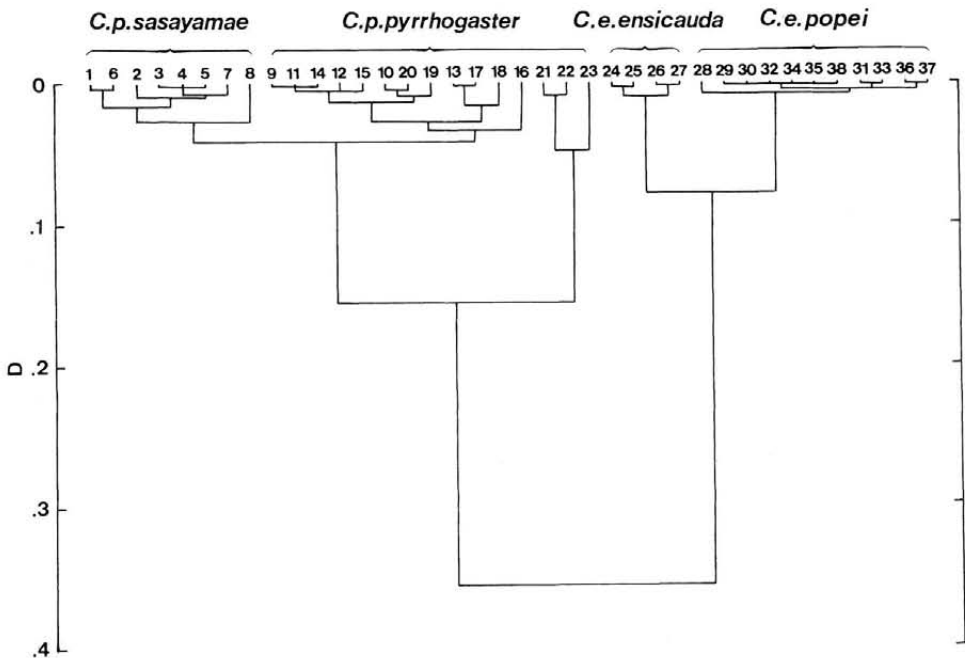 C.p.sasayamae C.p.pyrrhogaster C.e.ensicauda C.e.popei
1 6 2 3 4 5 7 8 9 11 14 12 15 10 20 19 13 17 18 16 21 22 23 24 25 26 27 28 29 30 32 34 35 38 31 33 36 37
0
.1
.2
D
.3
.4